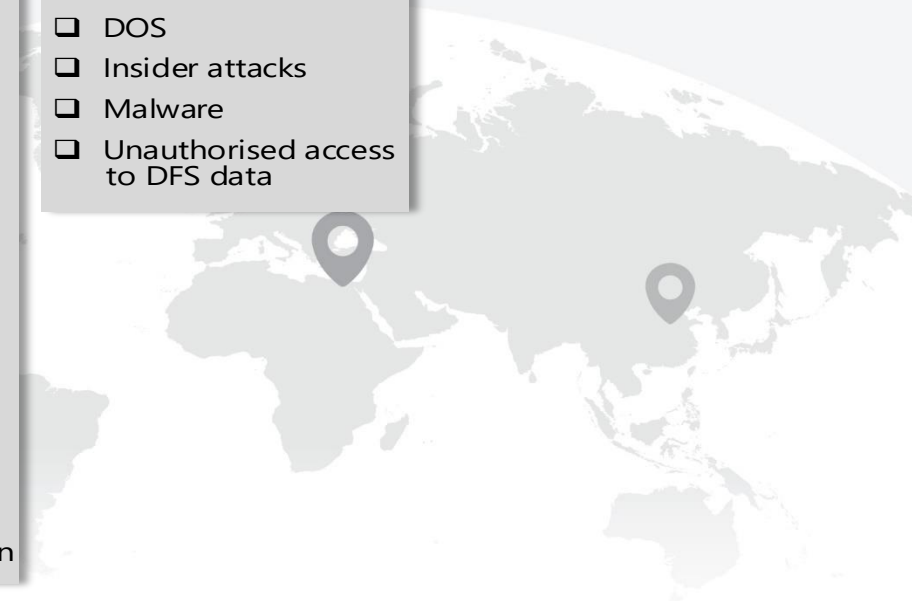 ❑ DOS
❑ Insider attacks
❑ Malware
❑ Unauthorised access
to DFS data
n